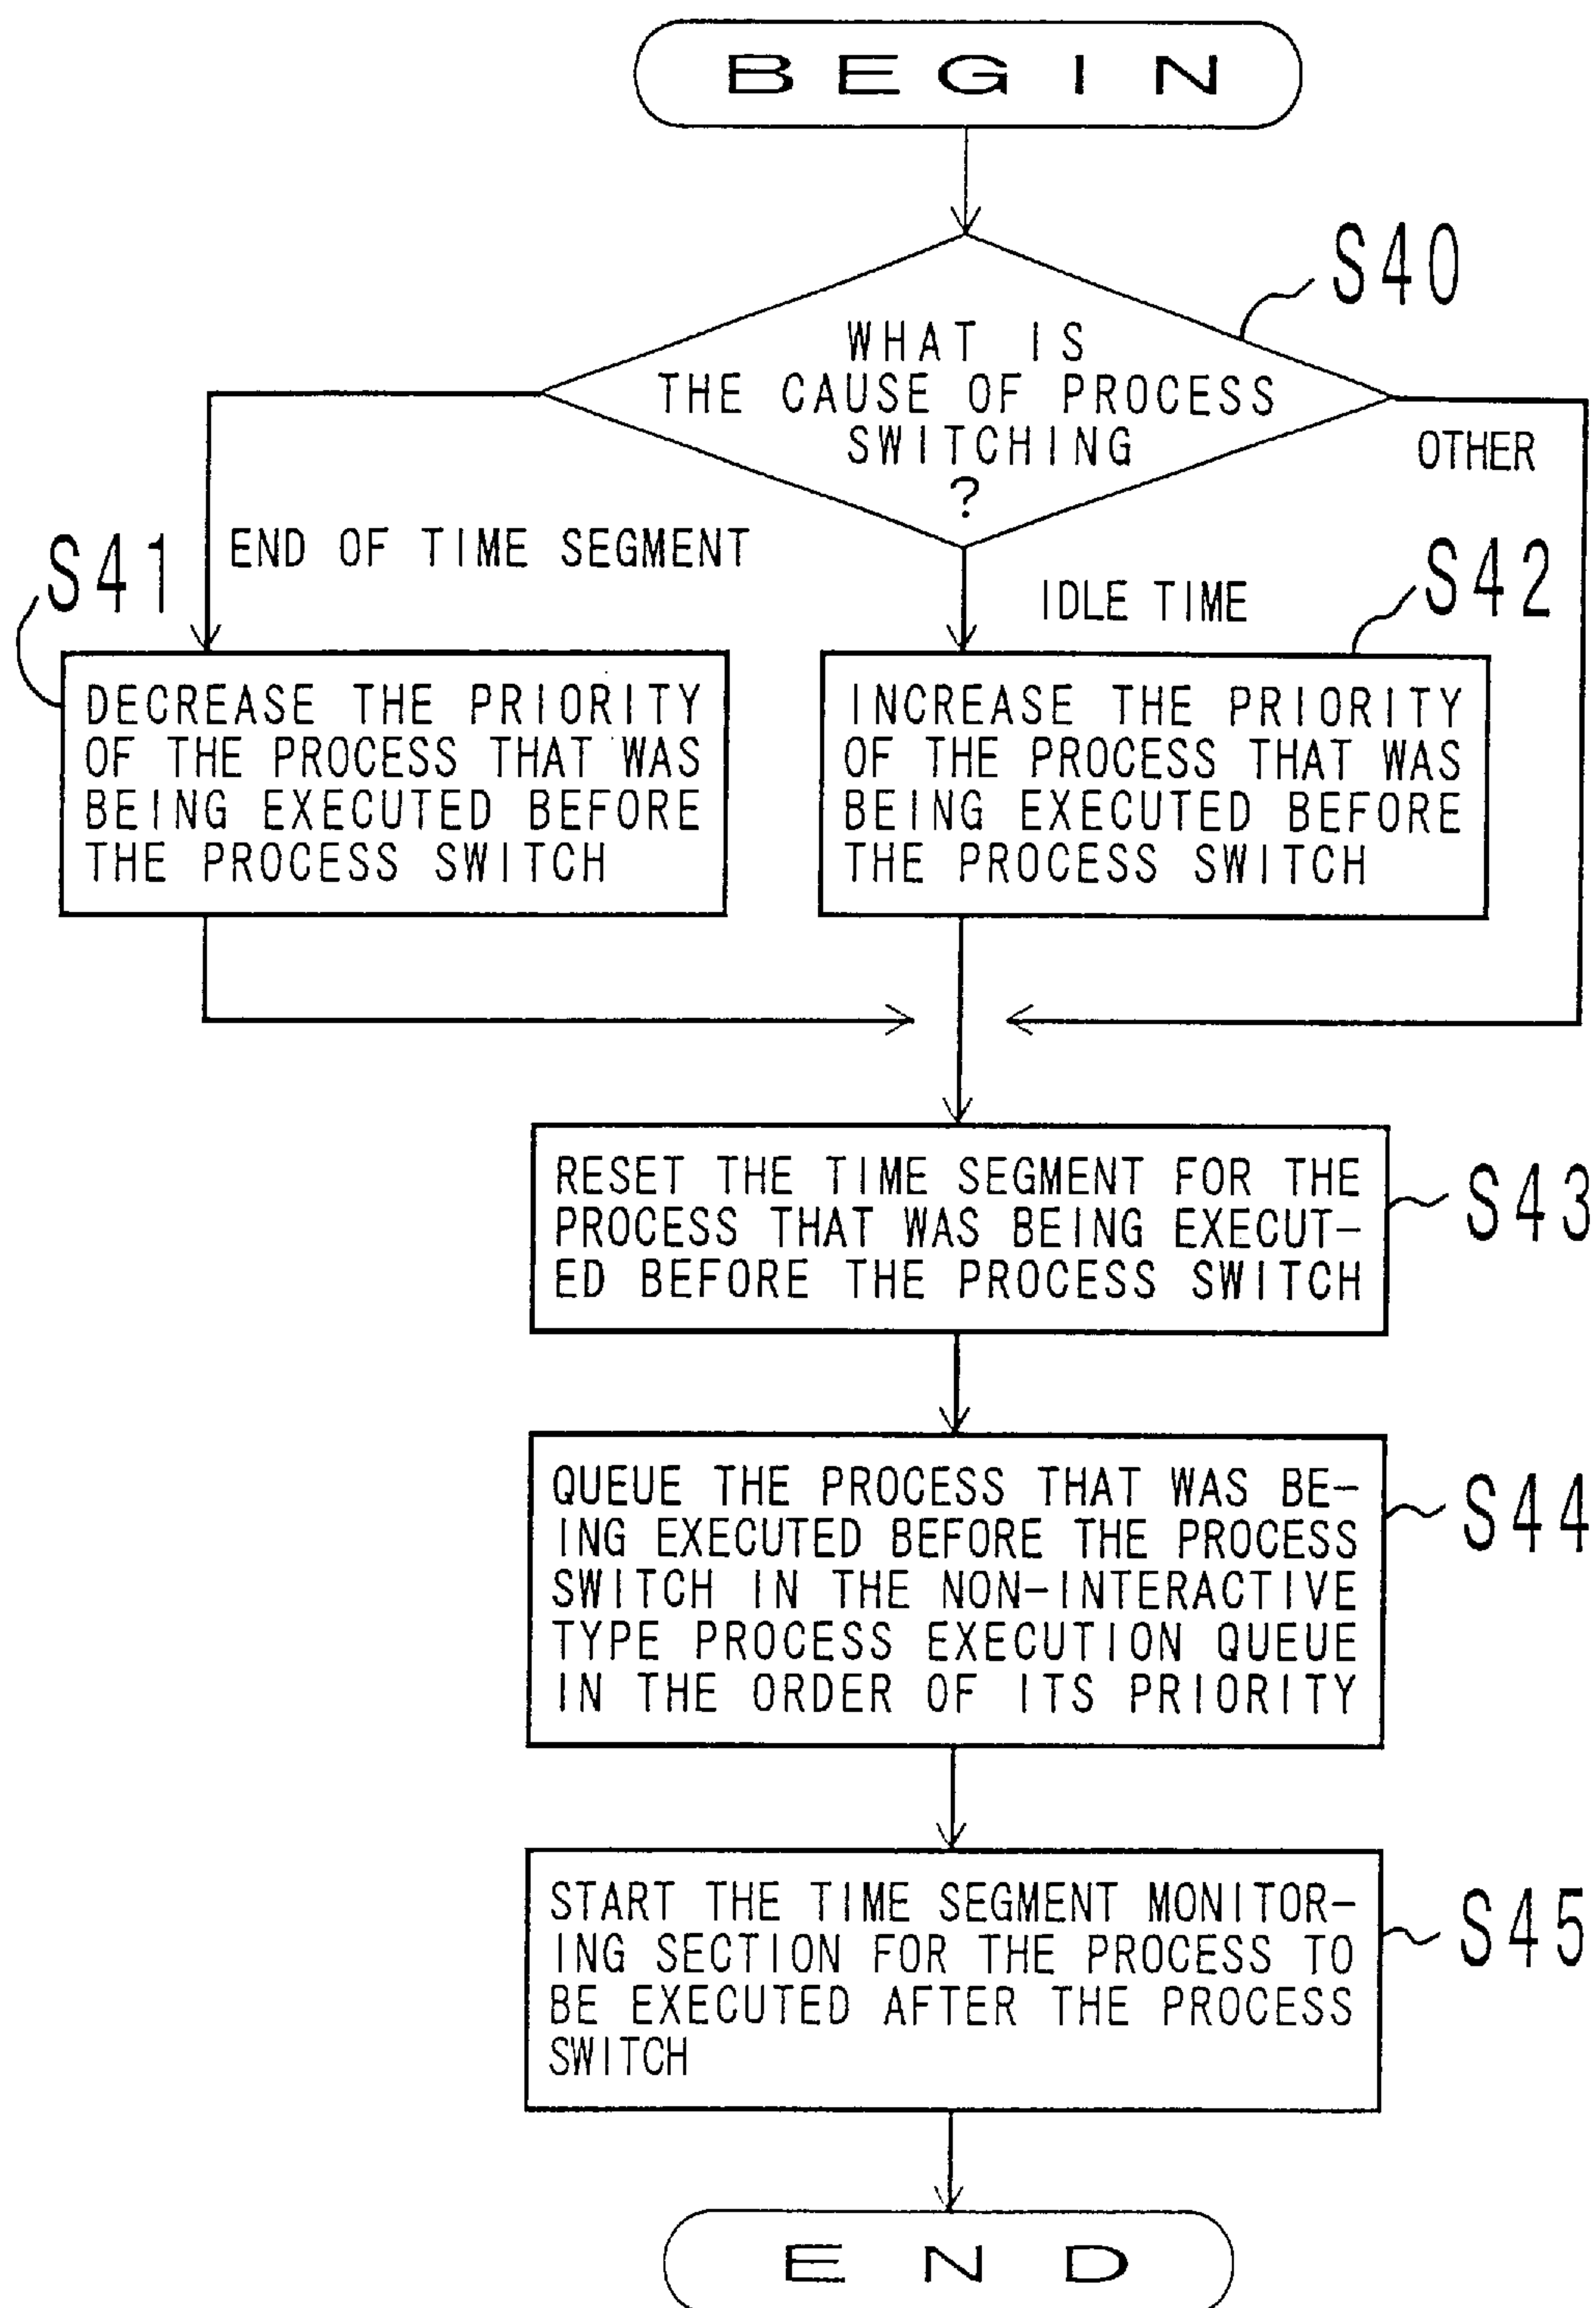 BEGIN
S40
WHAT IS
THE CAUSE OF PROCESS
SWITCHING
?
OTHER
END OF TIME SEGMENT
S41
IDLE TIME
S42
DECREASE THE PRIORITY
OF THE PROCESS THAT WAS
BEING EXECUTED BEFORE
THE PROCESS SWITCH
INCREASE THE PRIORITY
OF THE PROCESS THAT WAS
BEING EXECUTED BEFORE
THE PROCESS SWITCH
RESET THE TIME SEGMENT FOR THE
PROCESS THAT WAS BEING EXECUT-
ED BEFORE THE PROCESS SWITCH
S43
QUEUE THE PROCESS THAT WAS BE-
ING EXECUTED BEFORE THE PROCESS
SWITCH IN THE NON-INTERACTIVE
TYPE PROCESS EXECUTION QUEUE
IN THE ORDER OF ITS PRIORITY
S44
START THE TIME SEGMENT MONITOR-
ING SECTION FOR THE PROCESS TO
BE EXECUTED AFTER THE PROCESS
SWITCH
S45
END